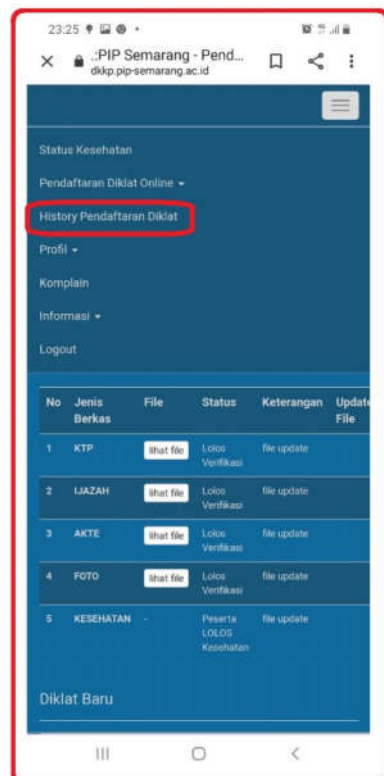 23:25
.:PIP Semarang - Pend...
dkkp.pip-semarang.ac.id
Status Kesehatan
Pendaftaran Diklat Online
History Pendaftaran Diklat
Profil
Komplain
Informasi
Logout
No Jenis Berkas File Status Keterangan Update File
1 KTP lihat file Lolos Verifikasi file update
2 IJAZAH lihat file Lolos Verifikasi file update
3 AKTE lihat file Lolos Verifikasi file update
4 FOTO lihat file Lolos Verifikasi file update
5 KESEHATAN - Peserta LOLOS Kesehatan file update
Diklat Baru